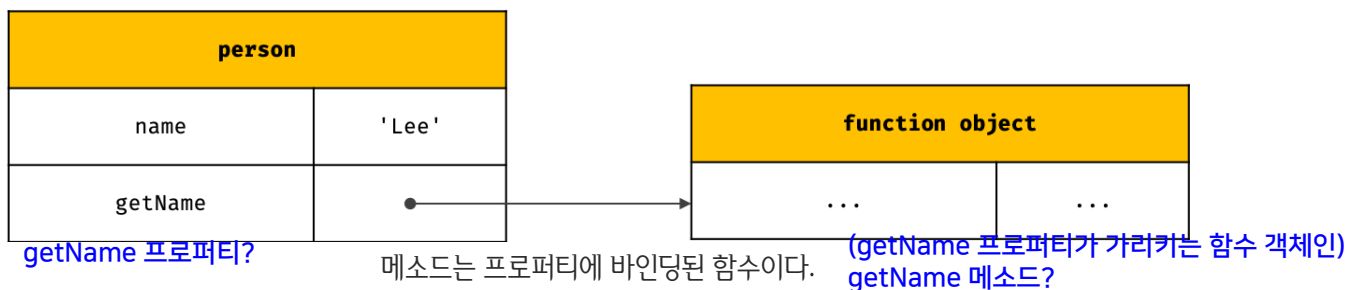 person
name 'Lee'
getName
function object
... ...
getName 프로퍼티?
메소드는 프로퍼티에 바인딩된 함수이다.
(getName 프로퍼티가 가리키는 함수 객체인)
getName 메소드?